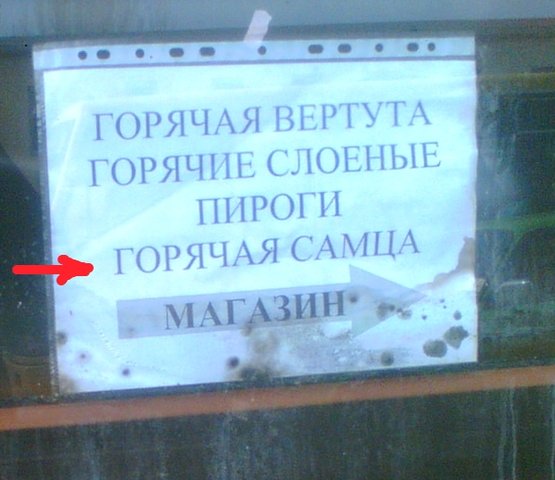 ГОРЯЧАЯ ВЕРТУТА
ГОРЯЧИЕ СЛОЕНЫЕ
ПИРОГИ
ГОРЯЧАЯ САМЦА
МАГАЗИН